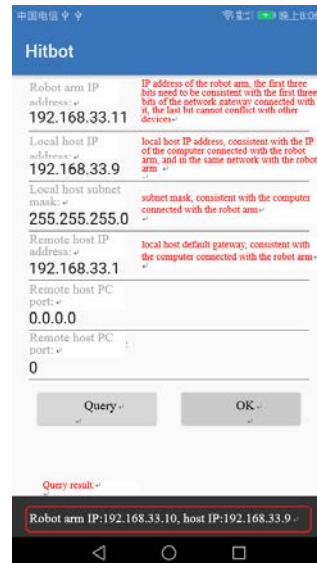 中国电信
晚上8:06
Hitbot
Robot arm IP
address:
192.168.33.11
IP address of the robot arm, the first three
bits need to be consistent with the first three
bits of the network gateway connected with
it, the last bit cannot conflict with other
devices
Local host IP
address:
192.168.33.9
local host IP address, consistent with the IP
of the computer connected with the robot
arm, and in the same network with the robot
arm
Local host subnet
mask:
255.255.255.0
subnet mask, consistent with the computer
connected with the robot arm
Remote host IP
address:
192.168.33.1
local host default gateway, consistent with
the computer connected with the robot arm
Remote host PC
port:
0.0.0.0
Remote host PC
port:
:
0
Query
OK
Query result:
Robot arm IP:192.168.33.10, host IP:192.168.33.9